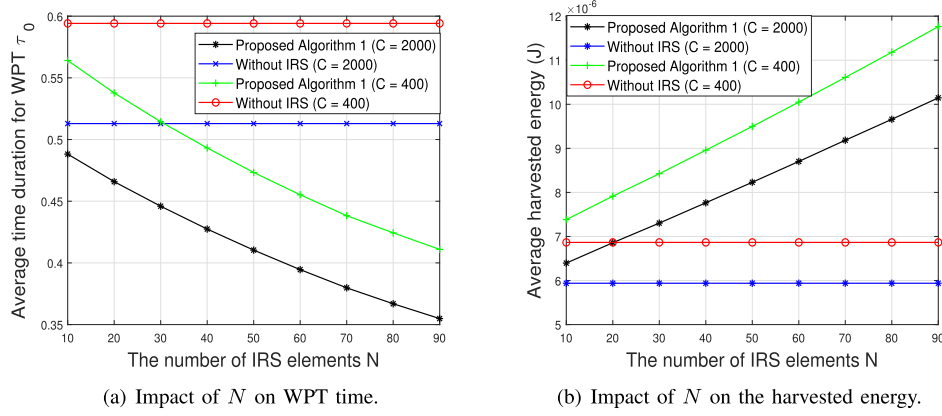 0.6
0.55
0.5
0.45
0.4
0.35
Average time duration for WPT τ 0
Proposed Algorithm 1 (C = 2000)
Without IRS (C = 2000)
Proposed Algorithm 1 (C = 400)
Without IRS (C = 400)
10 20 30 40 50 60 70 80 90
The number of IRS elements N
(a) Impact of N on WPT time.
×10-6
12
11
10
9
8
7
6
5
Average harvested energy (J)
Proposed Algorithm 1 (C = 2000)
Without IRS (C = 2000)
Proposed Algorithm 1 (C = 400)
Without IRS (C = 400)
10 20 30 40 50 60 70 80 90
The number of IRS elements N
(b) Impact of N on the harvested energy.